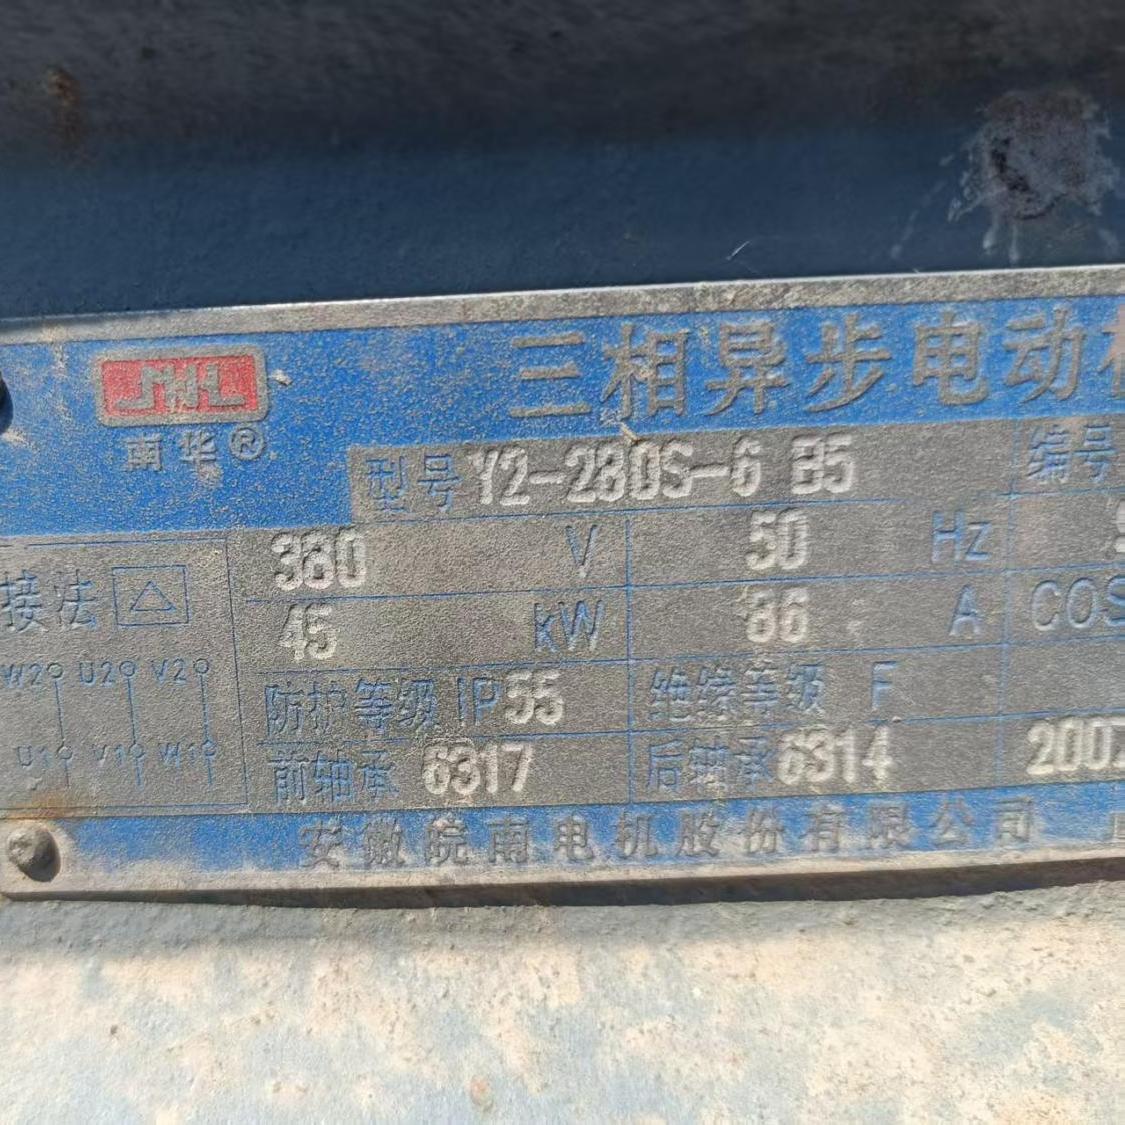 三相异步电动机
南华®
型号 Y2-280S-6 B5 编号
接法 △ 380 V 50 Hz
45 kW 86 A COS
W2 U2 V2
防护等级 IP55 绝缘等级 F
U1 V1 W1
前轴承 6317 后轴承 6314 2007
安徽皖南电机股份有限公司